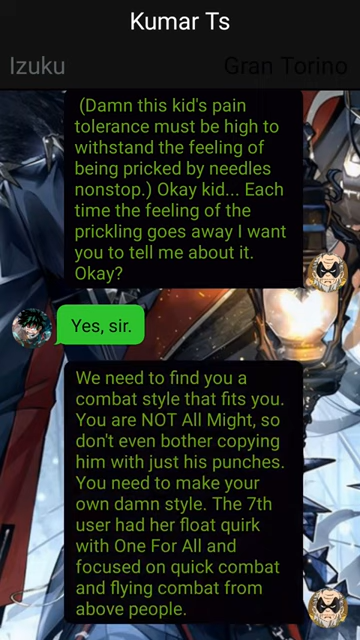 Kumar Ts
Izuku
Gran Torino
(Damn this kid's pain
tolerance must be high to
withstand the feeling of
being pricked by needles
nonstop.) Okay kid... Each
time the feeling of the
prickling goes away I want
you to tell me about it.
Okay?
Yes, sir.
We need to find you a
combat style that fits you.
You are NOT All Might, so
don't even bother copying
him with just his punches.
You need to make your
own damn style. The 7th
user had her float quirk
with One For All and
focused on quick combat
and flying combat from
above people.